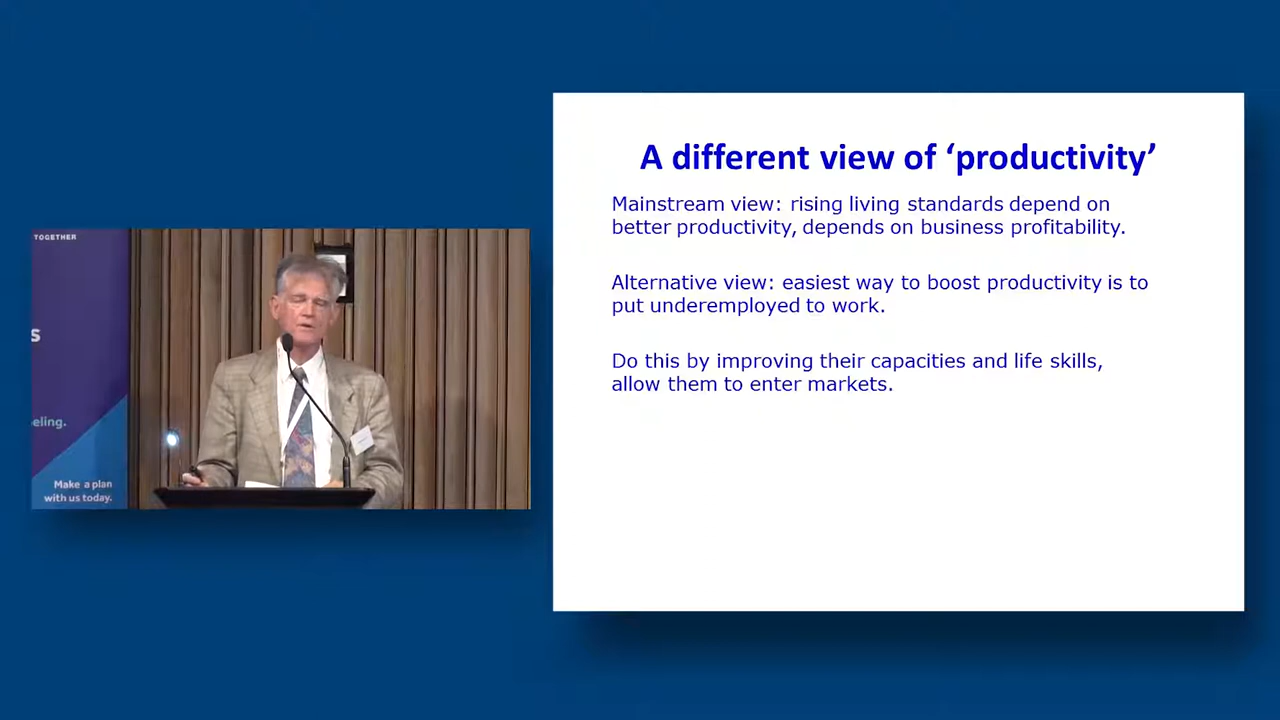 TOGETHER
s
eling.
Make a plan
with us today.
A different view of ‘productivity’
Mainstream view: rising living standards depend on
better productivity, depends on business profitability.
Alternative view: easiest way to boost productivity is to
put underemployed to work.
Do this by improving their capacities and life skills,
allow them to enter markets.